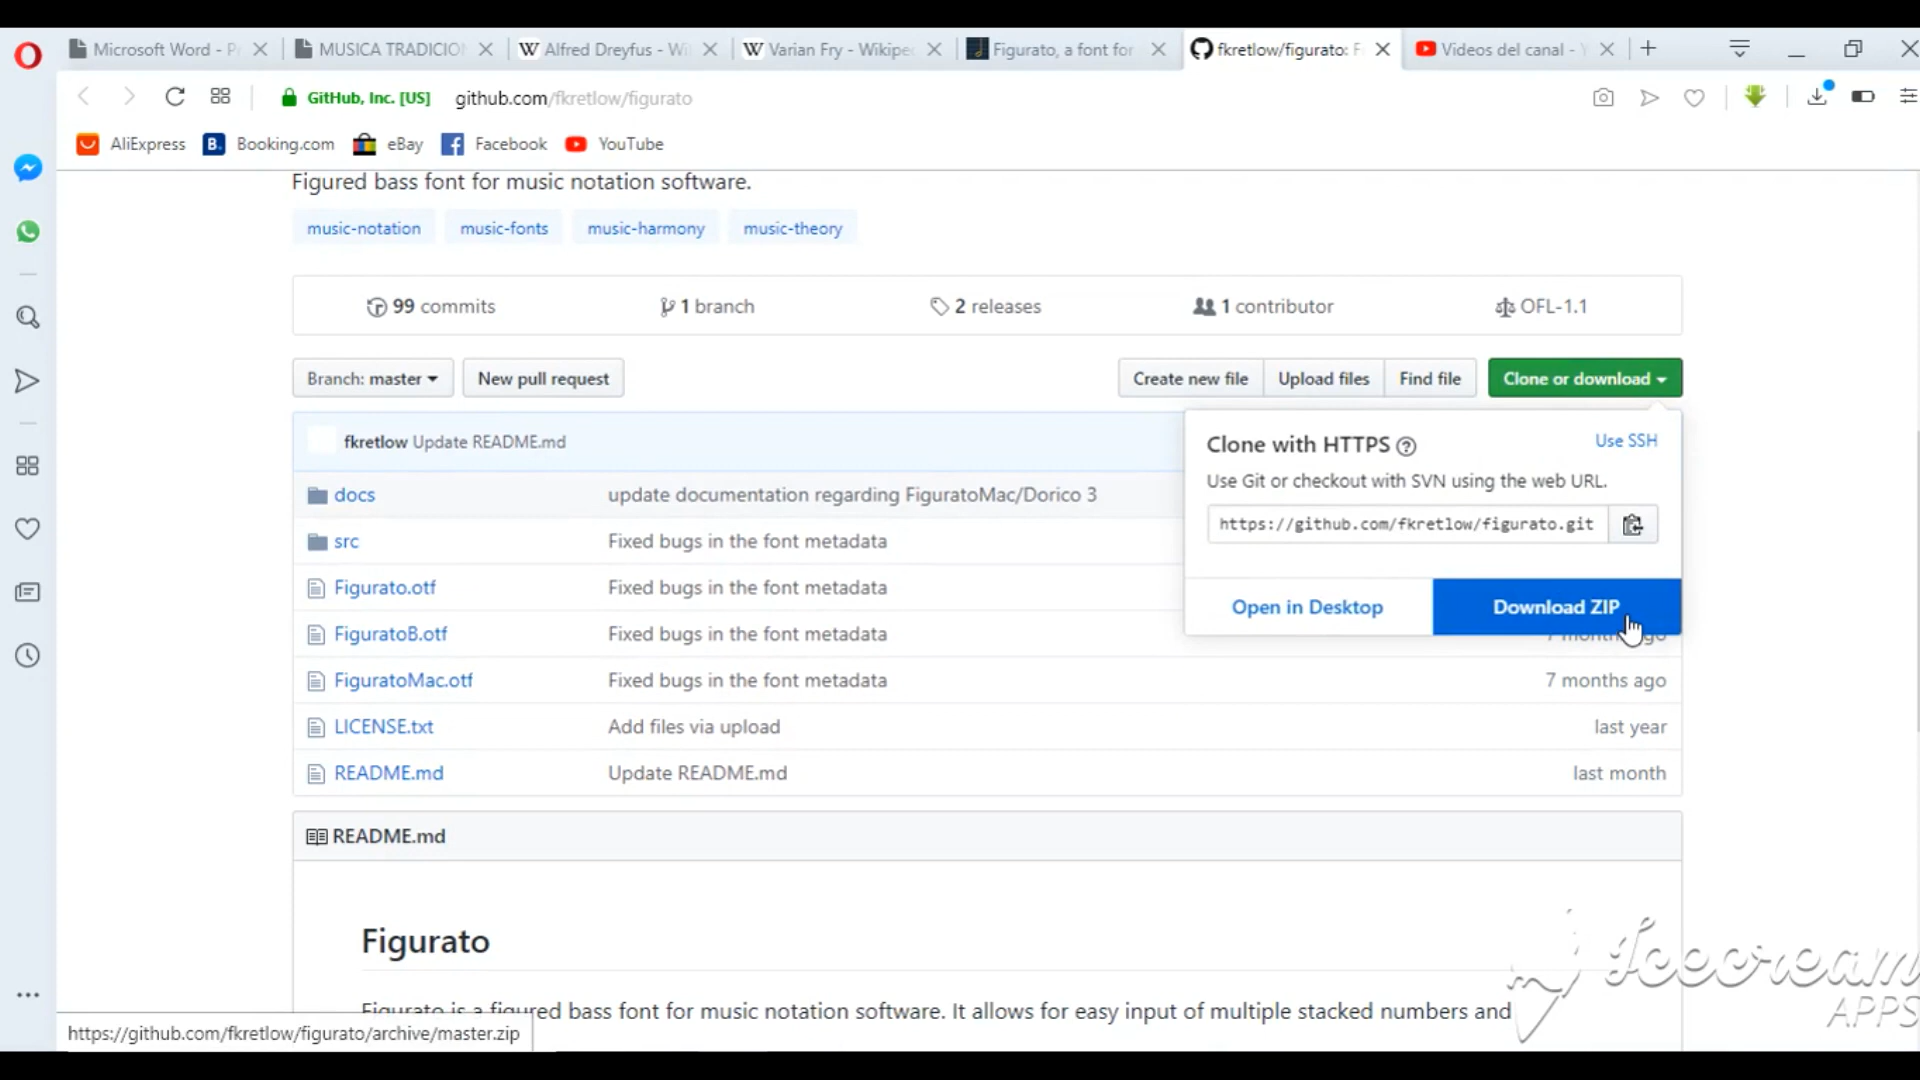 Microsoft Word - P
MUSICA TRADICION
Alfred Dreyfus - Wi
Varian Fry - Wikipe
Figurato, a font for
fkretlow/figurato: F
Videos del canal - Y
GitHub, Inc. [US] github.com/fkretlow/figurato
AliExpress
Booking.com
eBay
Facebook
YouTube
Figured bass font for music notation software.
music-notation
music-fonts
music-harmony
music-theory
99 commits
1 branch
2 releases
1 contributor
OFL-1.1
Branch: master
New pull request
Create new file
Upload files
Find file
Clone or download
fkretlow Update README.md
Clone with HTTPS
Use SSH
Use Git or checkout with SVN using the web URL.
https://github.com/fkretlow/figurato.git
Open in Desktop
Download ZIP
docs update documentation regarding FiguratoMac/Dorico 3
src Fixed bugs in the font metadata
Figurato.otf Fixed bugs in the font metadata
FiguratoB.otf Fixed bugs in the font metadata 7 months ago
FiguratoMac.otf Fixed bugs in the font metadata 7 months ago
LICENSE.txt Add files via upload last year
README.md Update README.md last month
README.md
Figurato
Figurato is a figured bass font for music notation software. It allows for easy input of multiple stacked numbers and
https://github.com/fkretlow/figurato/archive/master.zip
Icecream
APPS